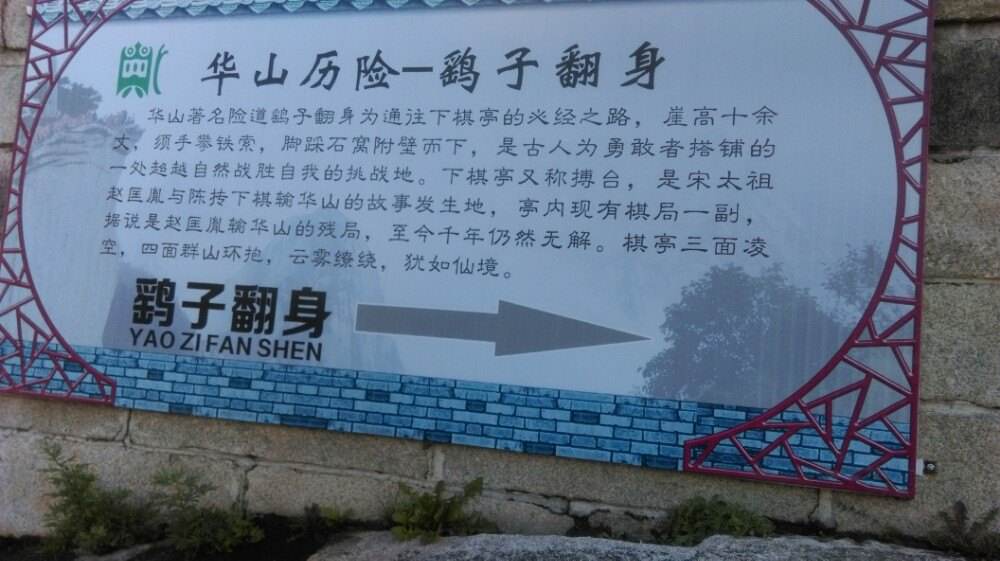 华山历险—鹞子翻身
华山著名险道鹞子翻身为通往下棋亭的必经之路，崖高十余
丈，须手攀铁索，脚踩石窝附壁而下，是古人为勇敢者搭铺的
一处超越自然战胜自我的挑战地。下棋亭又称搏台，是宋太祖
赵匡胤与陈抟下棋输华山的故事发生地，亭内现有棋局一副，
据说是赵匡胤输华山的残局，至今千年仍然无解。棋亭三面凌
空，四面群山环抱，云雾缭绕，犹如仙境。
鹞子翻身
YAO ZI FAN SHEN